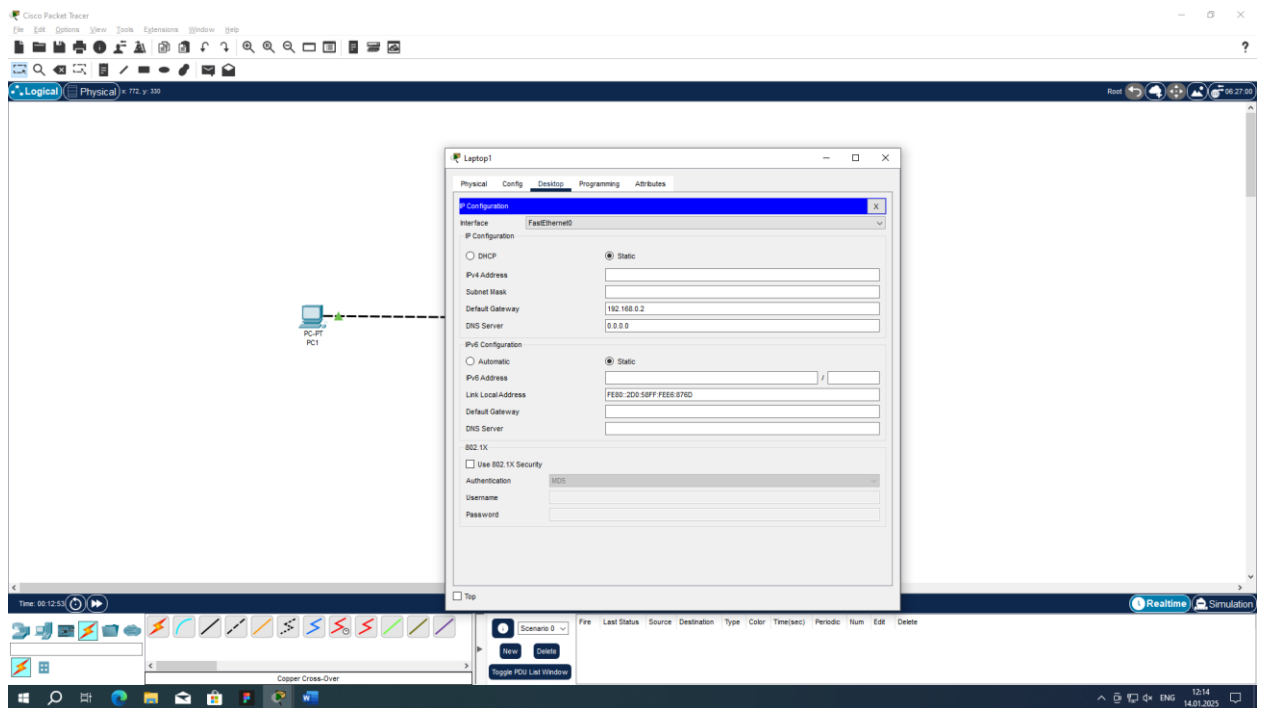 Cisco Packet Tracer
File Edit Options View Tools Extensions Window Help
?
Logical Physical x: 772, y: 330 Root 06:27:00
Laptop1
Physical Config Desktop Programming Attributes
IP Configuration X
Interface FastEthernet0
IP Configuration
DHCP Static
IPv4 Address
Subnet Mask
Default Gateway 192.168.0.2
DNS Server 0.0.0.0
IPv6 Configuration
Automatic Static
IPv6 Address /
Link Local Address FE80::2D0:58FF:FEE6:876D
Default Gateway
DNS Server
802.1X
Use 802.1X Security
Authentication MD5
Username
Password
Top
PC-PT
PC1
Time: 00:12:53 Realtime Simulation
Scenario 0 Fire Last Status Source Destination Type Color Time(sec) Periodic Num Edit Delete
New Delete
Toggle PDU List Window
Copper Cross-Over
ENG 12:14
14.01.2025